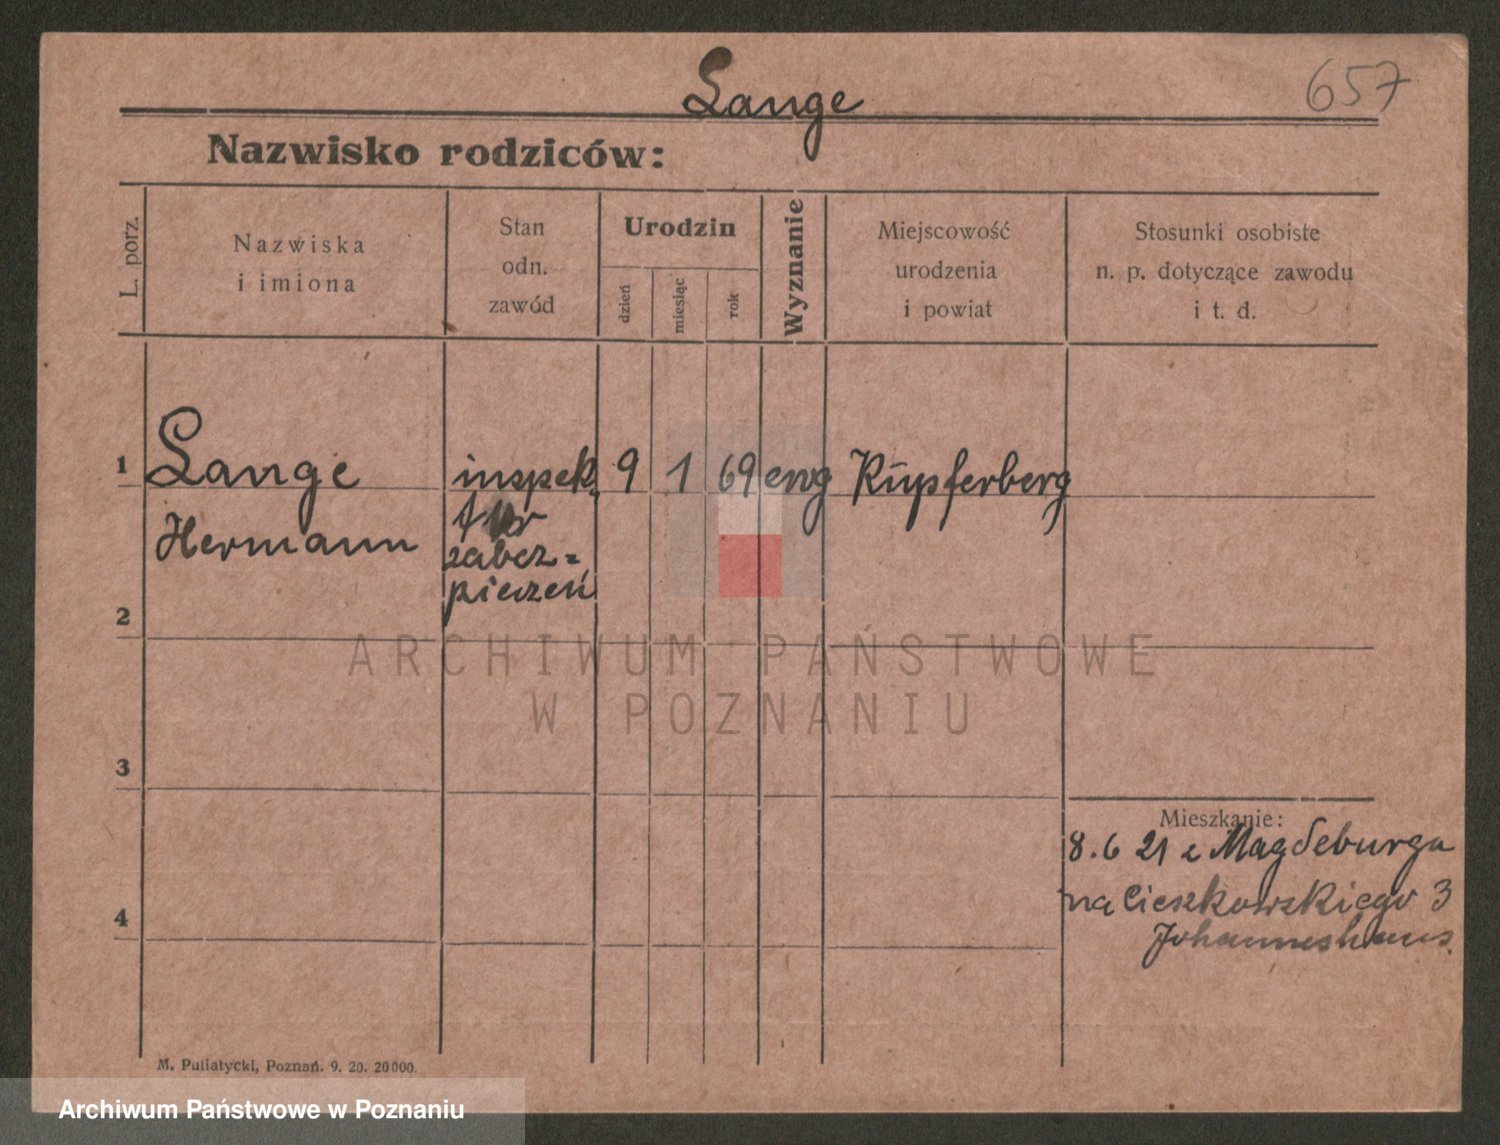 Lange
657
Nazwisko rodziców:
L. porz.
Nazwiska
i imiona
Stan
odn.
zawód
Urodzin
dzień
miesiąc
rok
Wyznanie
Miejscowość
urodzenia
i powiat
Stosunki osobiste
n. p. dotyczące zawodu
i t. d.
1 Lange inspek 9 1 69 ewg Kupferberg
Hermann
zabez=
pieczeń
2
ARCHIWUM PAŃSTWOWE
W POZNANIU
3
Mieszkanie:
8.6 21 z Magdeburga
na Cieszkowskiego 3
Johanneshaus
4
M. Putiatycki, Poznań. 9. 20. 20000
Archiwum Państwowe w Poznaniu